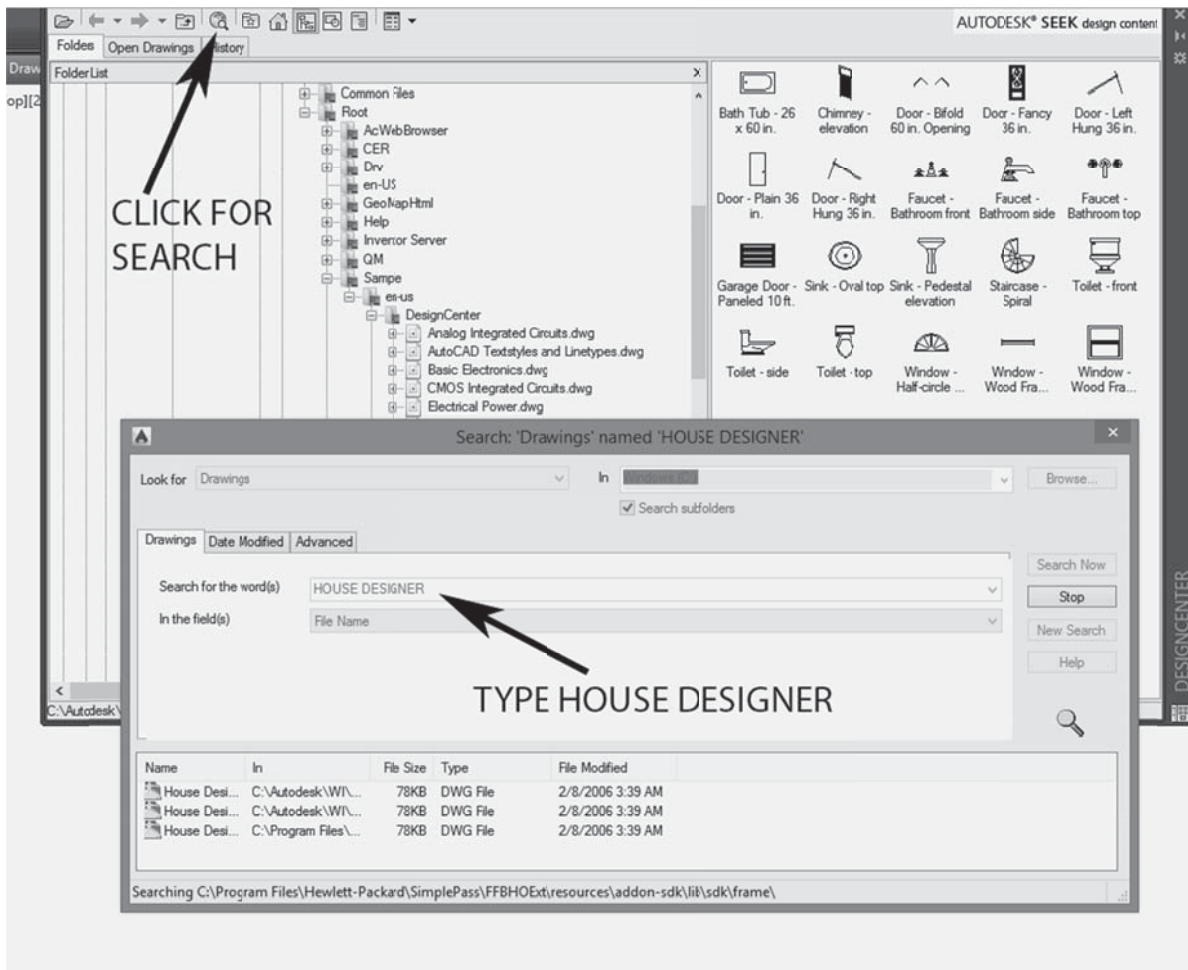 AUTODESK® SEEK design content
Foldes Open Drawings History
Draw
op][2
FolderList X
Common Files
Root
AcWebBrowser
CER
Drv
en-US
GeoMapHtml
Help
Inventor Server
QM
Sampe
en-us
DesignCenter
Analog Integrated Circuits.dwg
AutoCAD Textstyles and Linetypes.dwg
Basic Electronics.dwg
CMOS Integrated Circuits.dwg
Electrical Power.dwg
CLICK FOR
SEARCH
Bath Tub - 26
x 60 in.
Chimney -
elevation
Door - Bifold
60 in. Opening
Door - Fancy
36 in.
Door - Left
Hung 36 in.
Door - Plain 36
in.
Door - Right
Hung 36 in.
Faucet -
Bathroom front
Faucet -
Bathroom side
Faucet -
Bathroom top
Garage Door -
Paneled 10 ft.
Sink - Oval top
Sink - Pedestal
elevation
Staircase -
Spiral
Toilet - front
Toilet - side
Toilet - top
Window -
Half-circle ...
Window -
Wood Fra...
Window -
Wood Fra...
DESIGNCENTER
C:\Autodesk\
Search: 'Drawings' named 'HOUSE DESIGNER'
Look for Drawings In Windows (C:) Browse...
Search subfolders
Drawings Date Modified Advanced
Search Now
Search for the word(s) HOUSE DESIGNER
Stop
In the field(s) File Name
New Search
Help
TYPE HOUSE DESIGNER
Name In File Size Type File Modified
House Desi... C:\Autodesk\WI\... 78KB DWG File 2/8/2006 3:39 AM
House Desi... C:\Autodesk\WI\... 78KB DWG File 2/8/2006 3:39 AM
House Desi... C:\Program Files\... 78KB DWG File 2/8/2006 3:39 AM
Searching C:\Program Files\Hewlett-Packard\SimplePass\FFBHOExt\resources\addon-sdk\lib\sdk\frame\